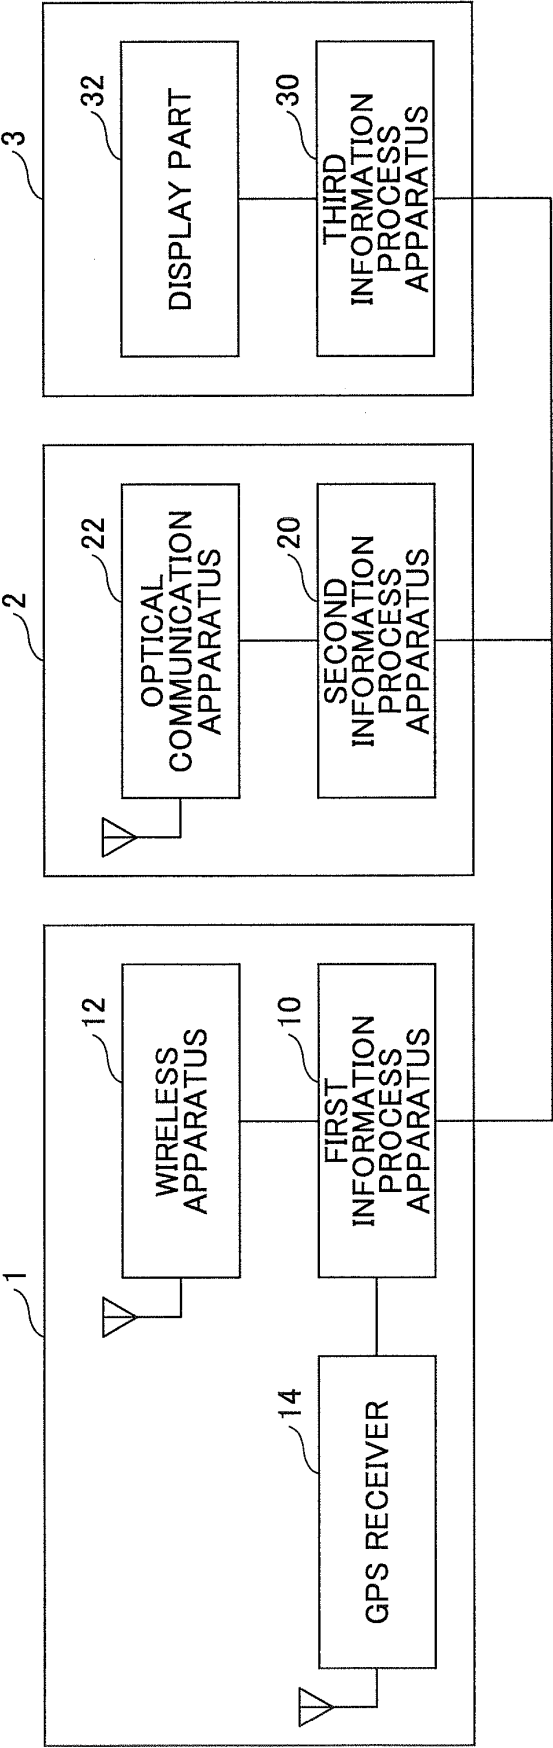 1
12
WIRELESS
APPARATUS
14
GPS RECEIVER
10
FIRST
INFORMATION
PROCESS
APPARATUS
2
22
OPTICAL
COMMUNICATION
APPARATUS
20
SECOND
INFORMATION
PROCESS
APPARATUS
3
32
DISPLAY PART
30
THIRD
INFORMATION
PROCESS
APPARATUS